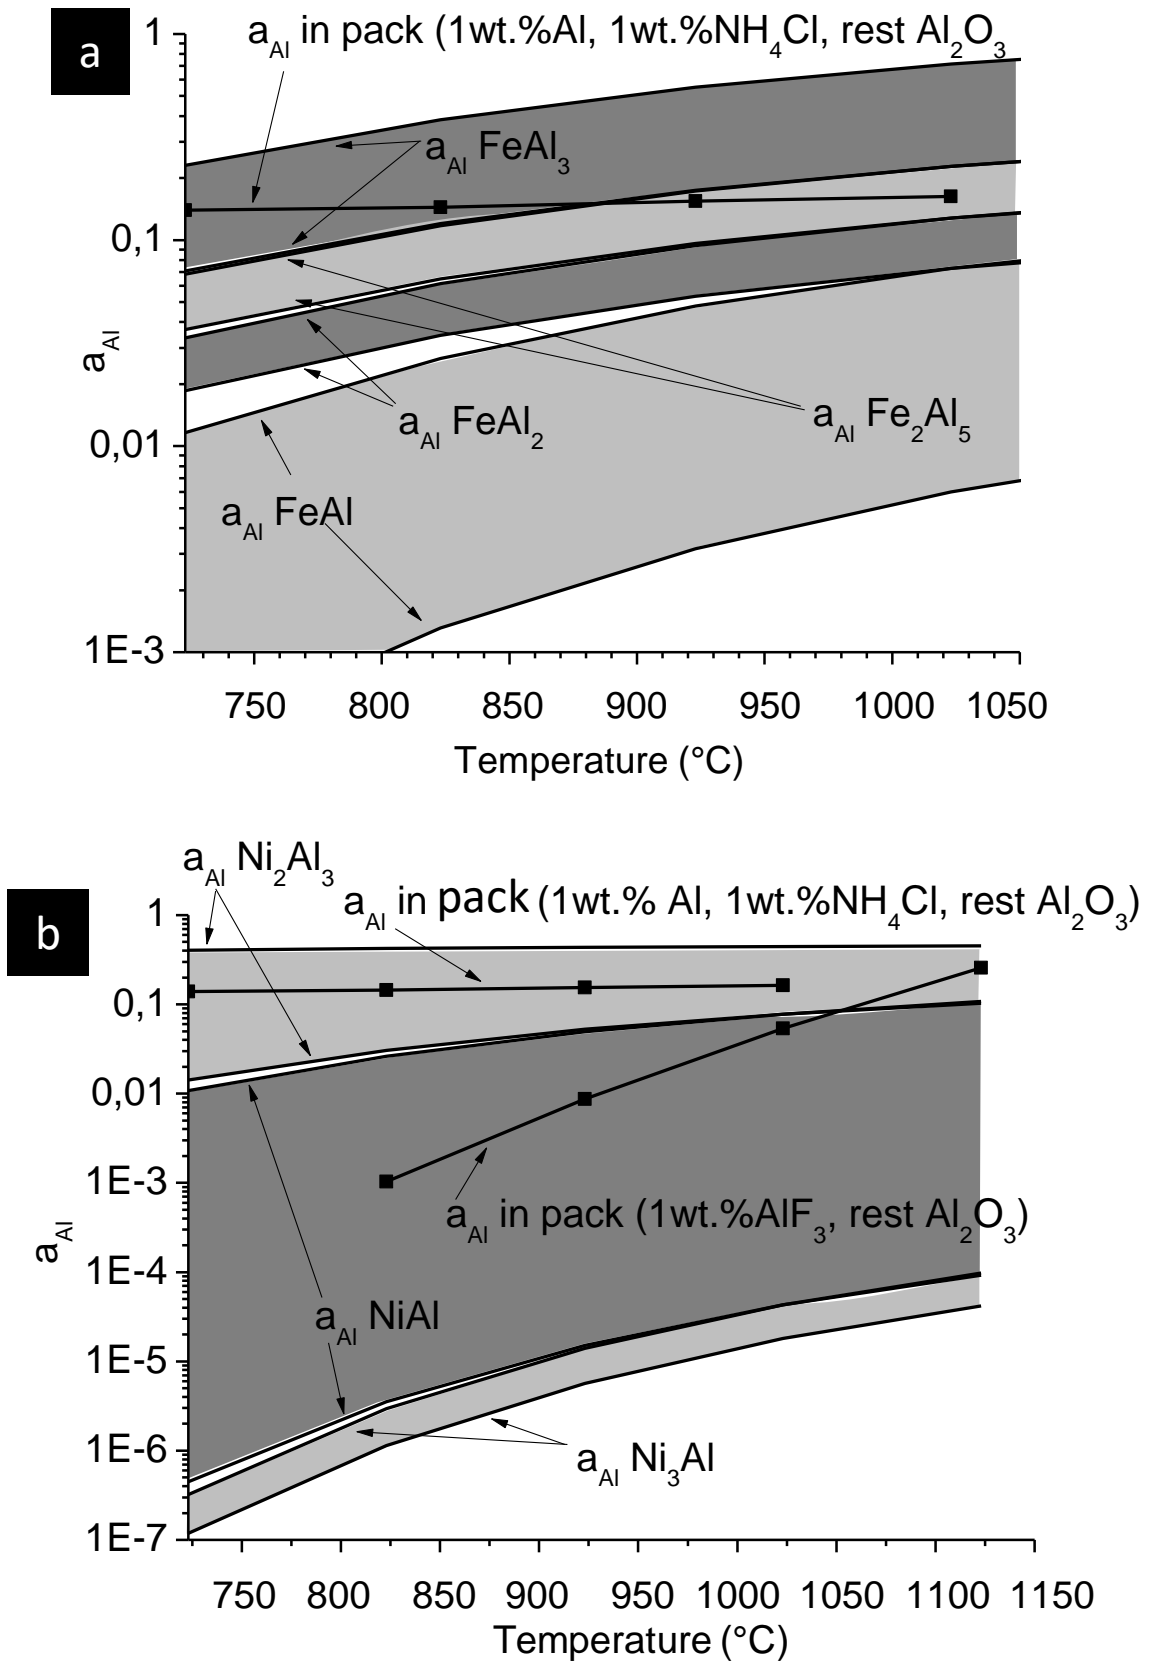 a
a_Al in pack (1wt.%Al, 1wt.%NH_4Cl, rest Al_2O_3
1
a_Al FeAl_3
0,1
a_Al
a_Al FeAl_2
a_Al Fe_2Al_5
0,01
a_Al FeAl
1E-3
750 800 850 900 950 1000 1050
Temperature (°C)
a_Al Ni_2Al_3
b
a_Al in pack (1wt.% Al, 1wt.%NH_4Cl, rest Al_2O_3)
1
0,1
0,01
1E-3
a_Al in pack (1wt.%AlF_3, rest Al_2O_3)
a_Al
1E-4
a_Al NiAl
1E-5
1E-6
a_Al Ni_3Al
1E-7
750 800 850 900 950 1000 1050 1100 1150
Temperature (°C)